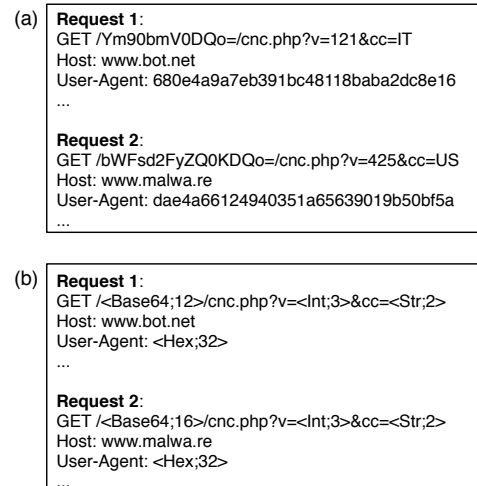 (a)
Request 1:
GET /Ym90bmV0DQo=/cnc.php?v=121&cc=IT
Host: www.bot.net
User-Agent: 680e4a9a7eb391bc48118baba2dc8e16
...
Request 2:
GET /bWFsd2FyZQ0KDQo=/cnc.php?v=425&cc=US
Host: www.malwa.re
User-Agent: dae4a66124940351a65639019b50bf5a
...
(b)
Request 1:
GET /<Base64;12>/cnc.php?v=<Int;3>&cc=<Str;2>
Host: www.bot.net
User-Agent: <Hex;32>
...
Request 2:
GET /<Base64;16>/cnc.php?v=<Int;3>&cc=<Str;2>
Host: www.malwa.re
User-Agent: <Hex;32>
...